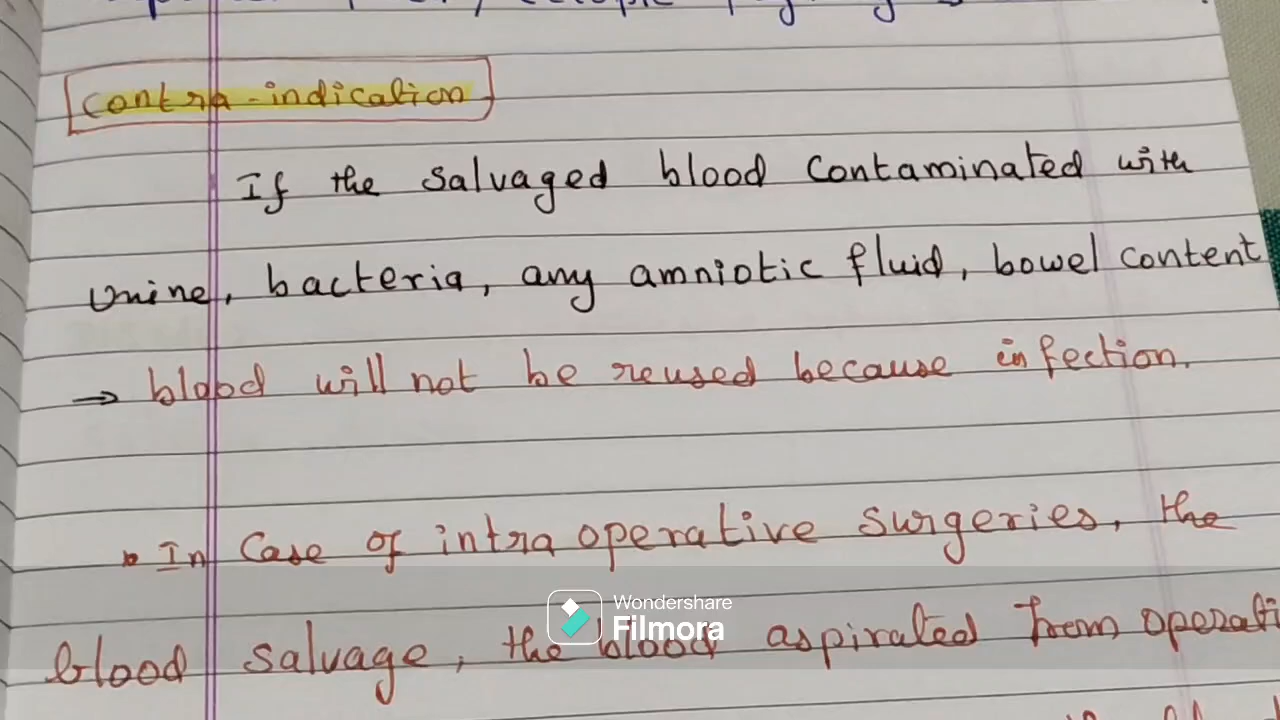 Contra-indication
If the salvaged blood contaminated with
urine, bacteria, any amniotic fluid, bowel content
→ blood will not be reused because infection.
In Case of intra operative surgeries, the
Wondershare
Filmora
blood salvage, the blood aspirated from